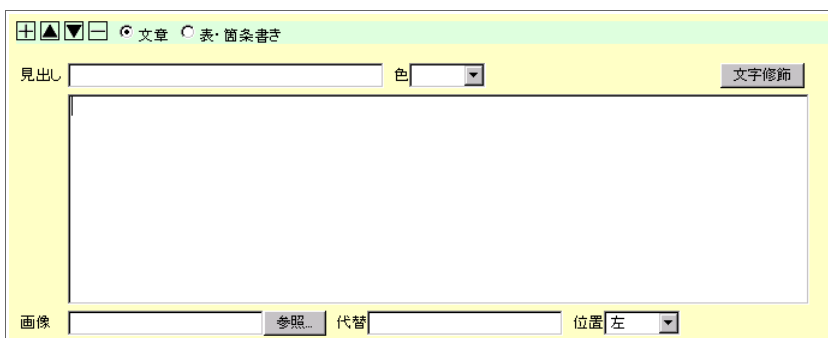 文章 表・箇条書き
見出し 色 文字修飾
画像 参照... 代替 位置 左